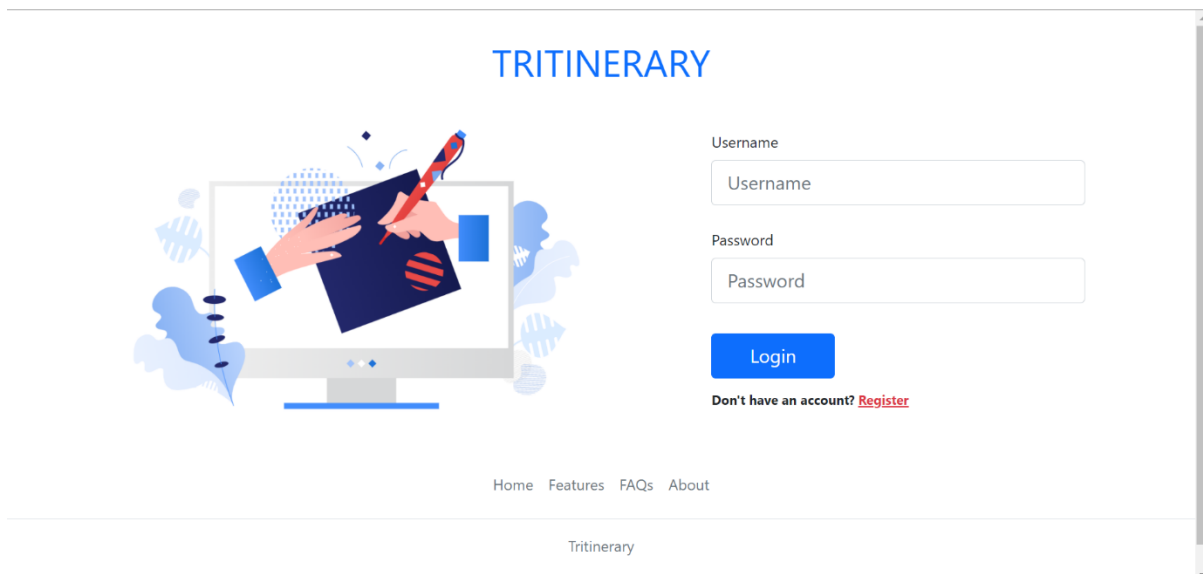 TRITINERARY
Username
Username
Password
Password
Login
Don't have an account? Register
Home Features FAQs About
Tritinerary